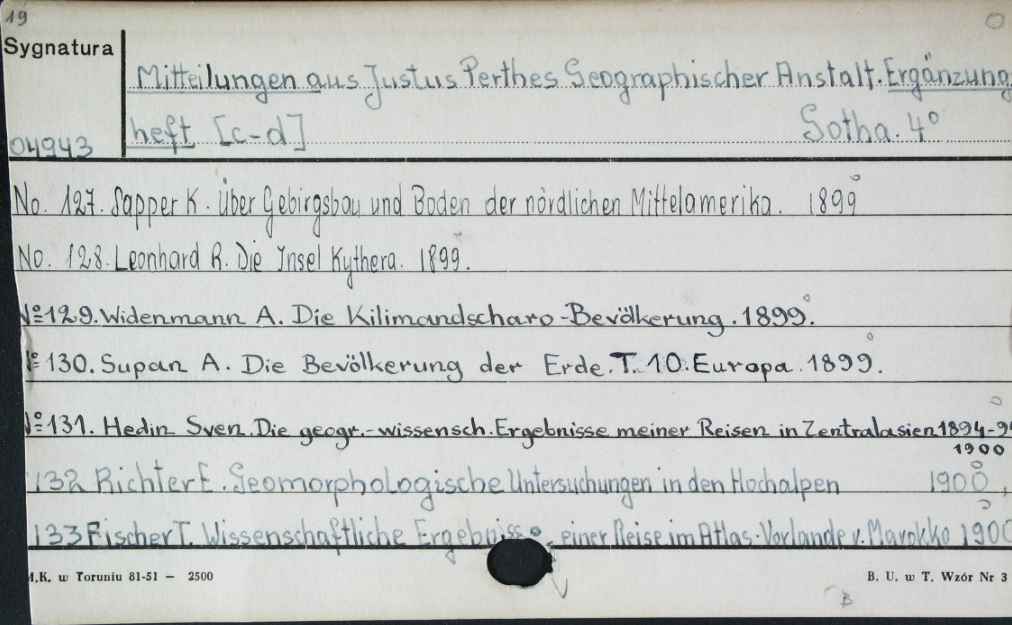 19
Sygnatura
Mitteilungen aus Justus Perthes Geographischer Anstalt. Ergänzung
heft [c-d] Gotha. 4°
04943
No. 127. Sapper K. Über Gebirgsbau und Boden der nördlichen Mittelamerika. 1899
No. 128. Leonhard R. Die Insel Kythera. 1899.
№ 129. Widenmann A. Die Kilimandscharo-Bevölkerung. 1899.
№ 130. Supan A. Die Bevölkerung der Erde. T. 10. Europa. 1899.
№ 131. Hedin Sven. Die geogr.-wissensch. Ergebnisse meiner Reisen in Zentralasien 1894-9
1900
132 Richter E. Geomorphologische Untersuchungen in den Hochalpen 1900,
133 Fischer T. Wissenschaftliche Ergebnisse einer Reise im Atlas-Vorlande v. Marokko 1900
M.K. w Toruniu 81-51 — 2500 B. U. w T. Wzór Nr 3
B